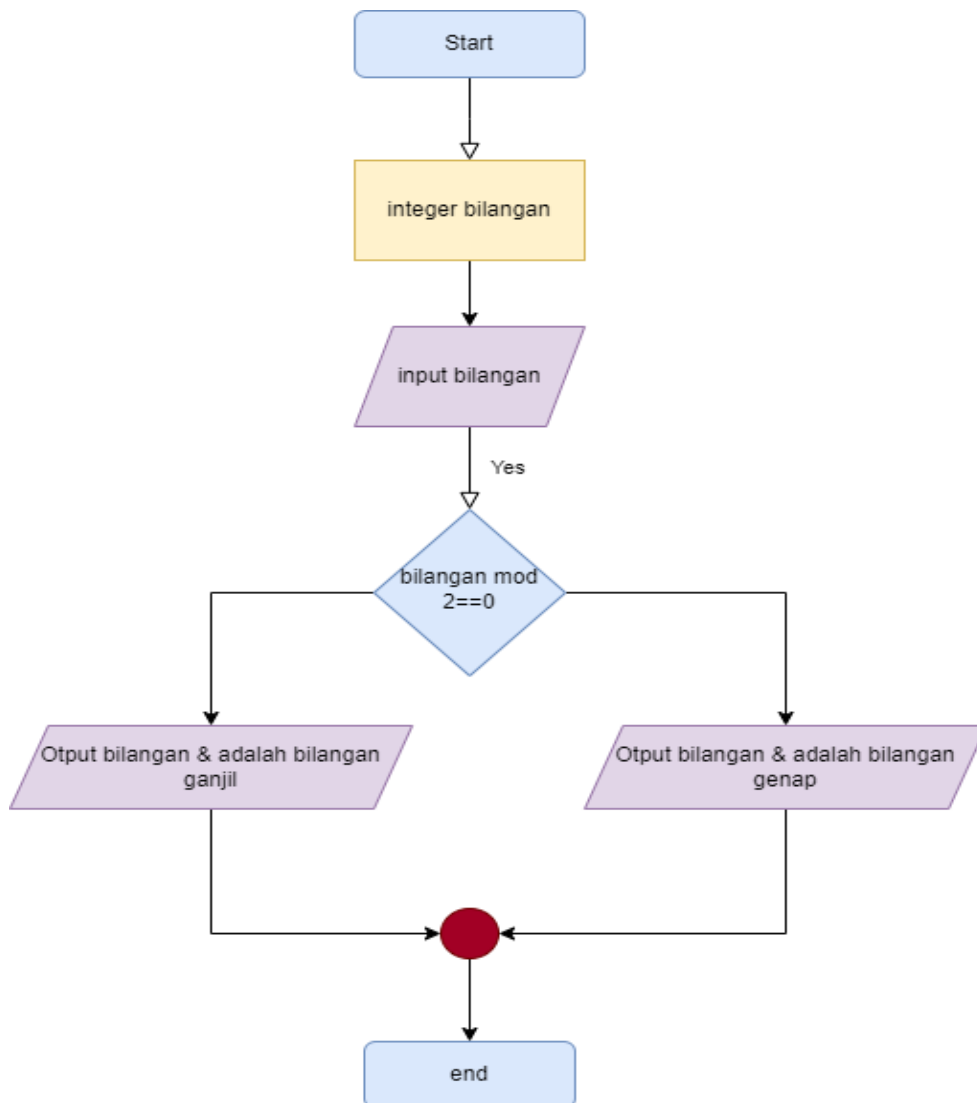 Start
integer bilangan
input bilangan
Yes
bilangan mod
2==0
Otput bilangan & adalah bilangan
ganjil
Otput bilangan & adalah bilangan
genap
end